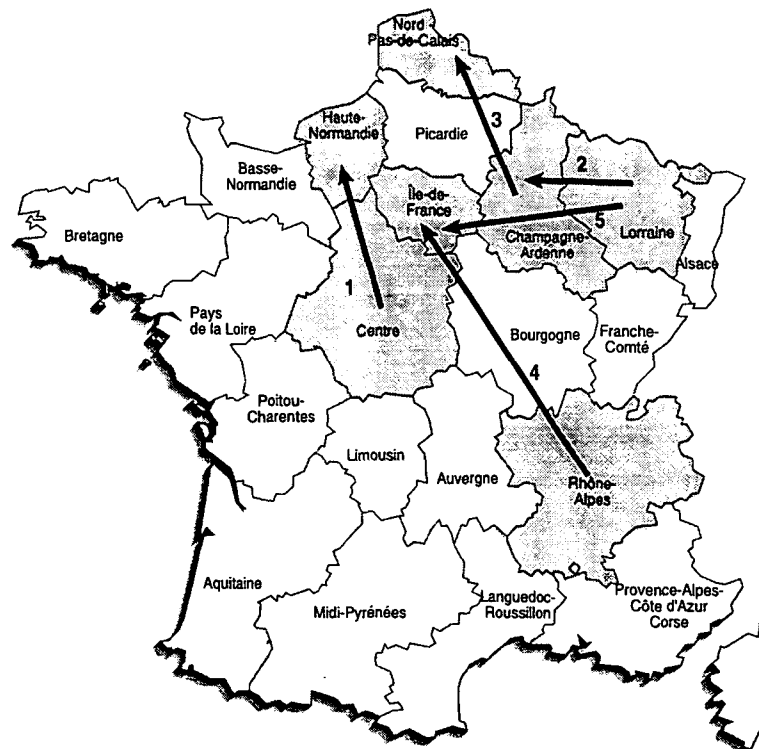 Nord -
Pas-de-Calais
3
Haute-
Normandie
Picardie
Basse-
Normandie
2
Île-de-
France
5
Bretagne
Champagne-
Ardenne
Lorraine
Alsace
1
Pays
de la Loire
Centre
Bourgogne
Franche-
Comté
4
Poitou-
Charentes
Limousin
Auvergne
Rhône-
Alpes
Aquitaine
Midi-Pyrénées
Languedoc-
Roussillon
Provence-Alpes-
Côte d'Azur
Corse